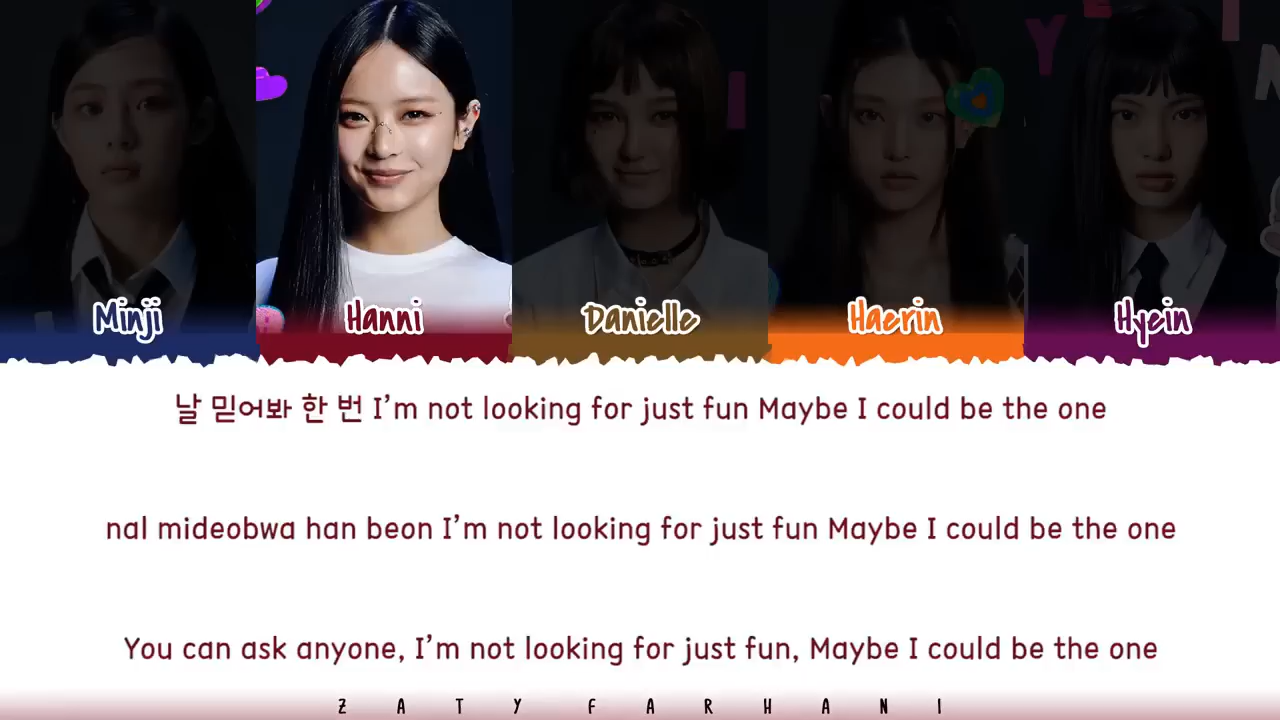 Y E I N
I
Minji Hanni Danielle Haerin Hyein
날 믿어봐 한 번 I’m not looking for just fun Maybe I could be the one
nal mideobwa han beon I’m not looking for just fun Maybe I could be the one
You can ask anyone, I’m not looking for just fun, Maybe I could be the one
ZATY FARHANI